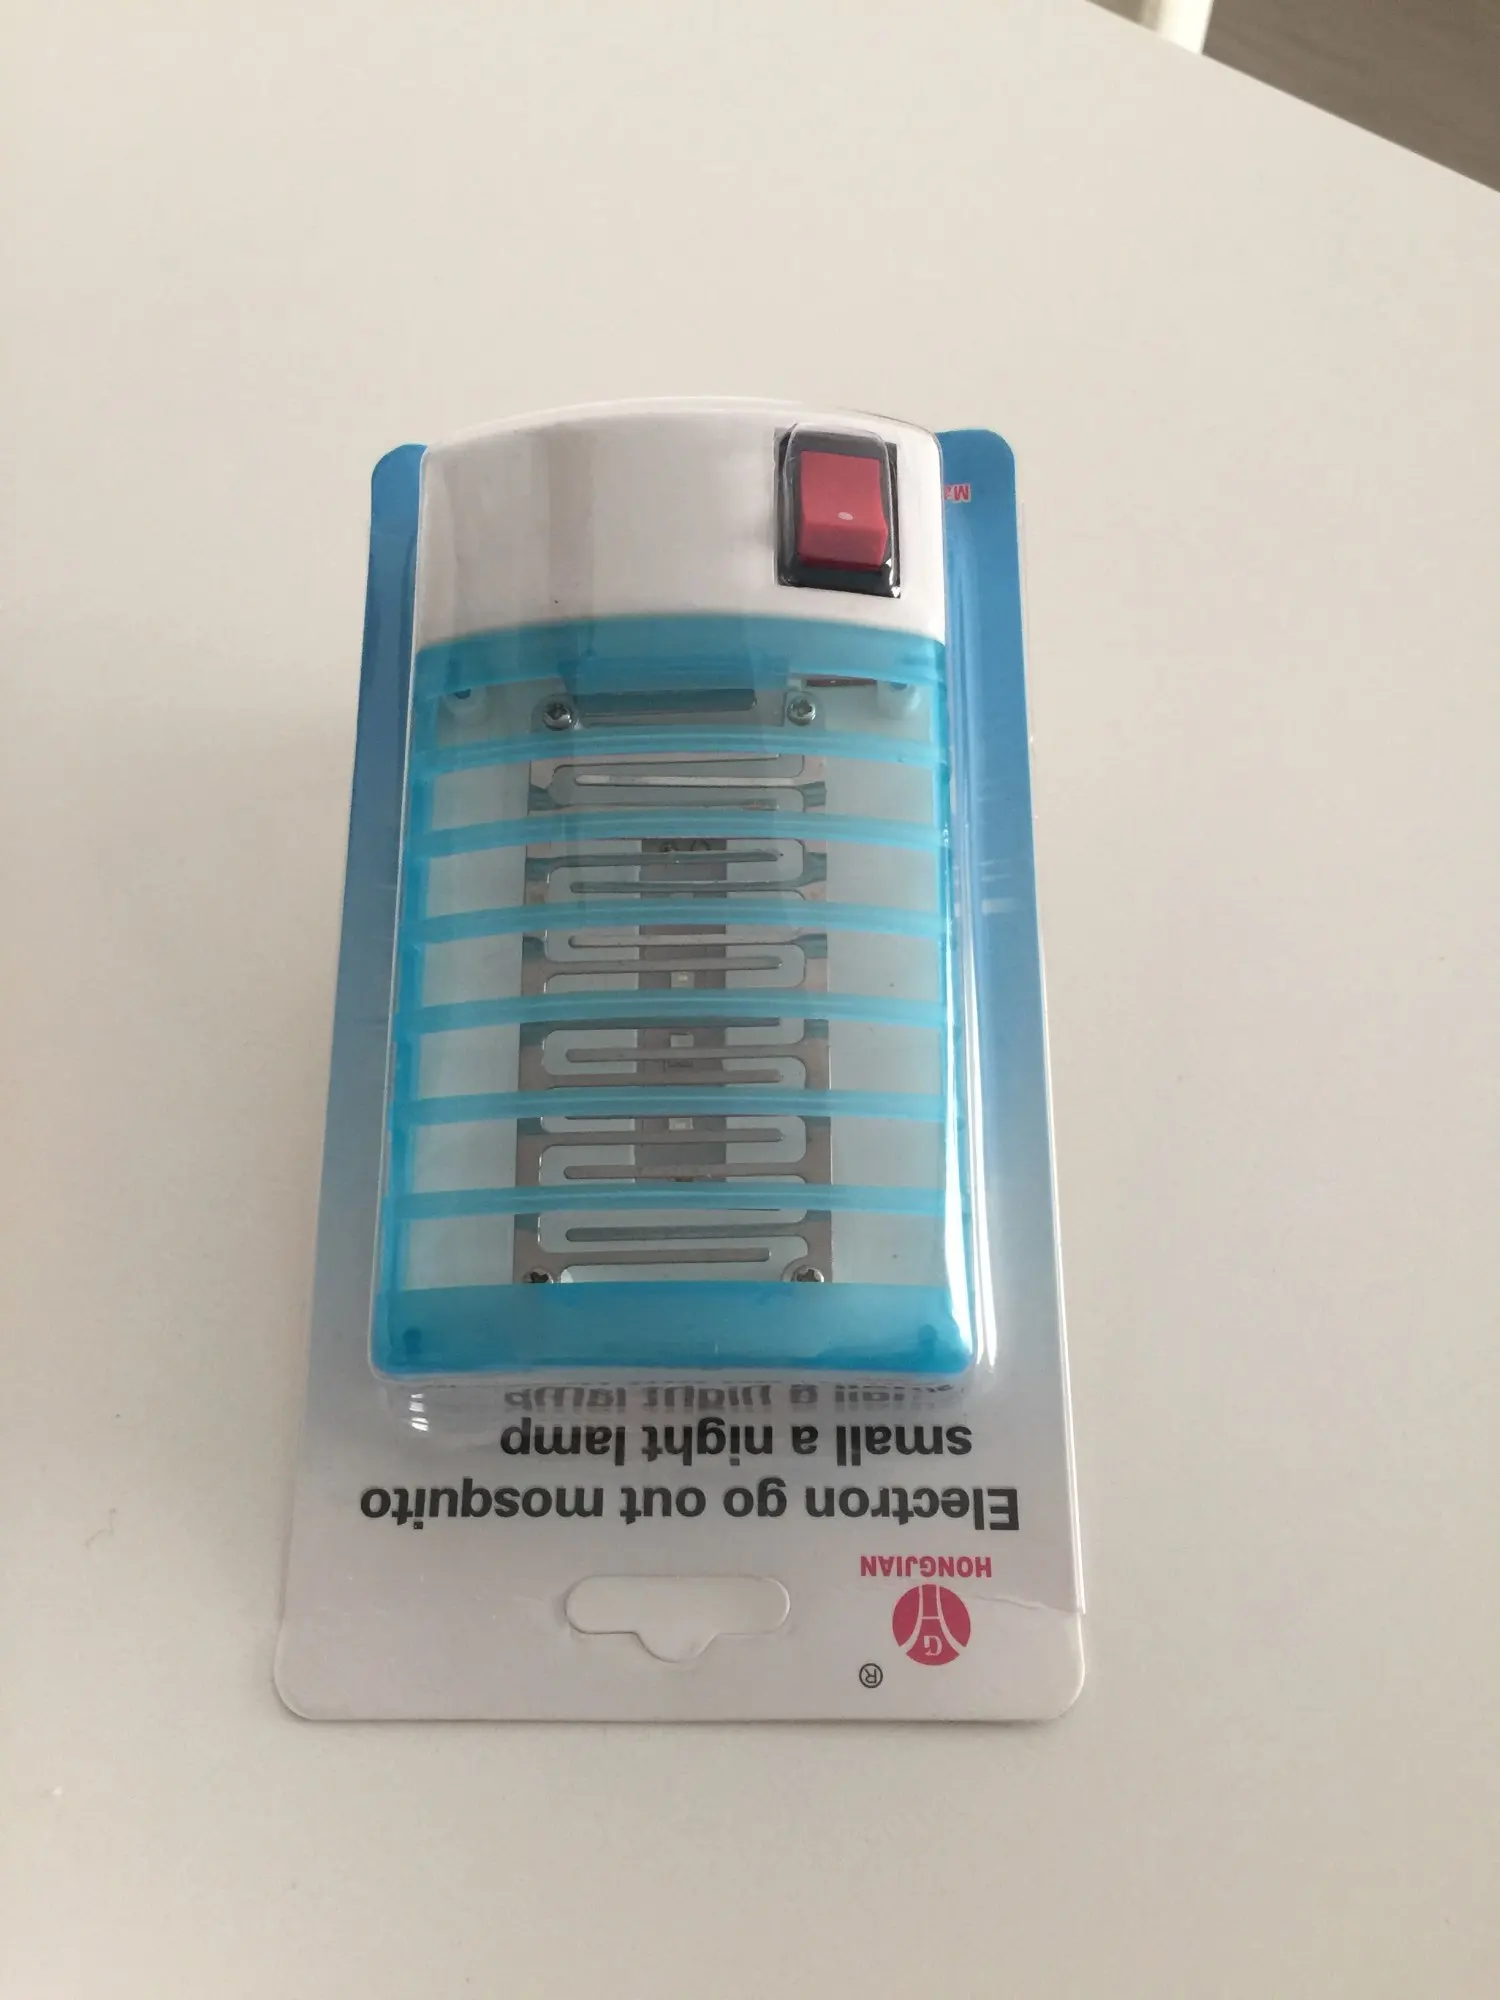 ®
HONGJIAN
Electron go out mosquito
small a night lamp